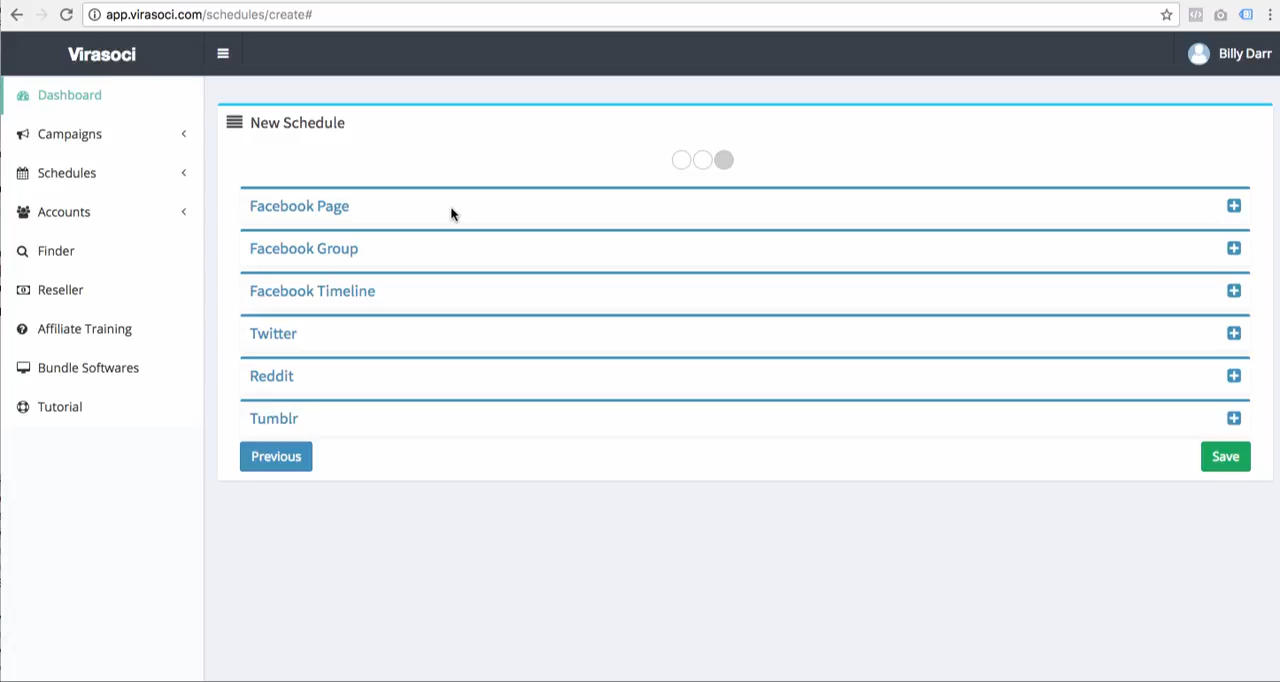 app.virasoci.com/schedules/create#
Virasoci
Billy Darr
Dashboard
Campaigns
Schedules
Accounts
Finder
Reseller
Affiliate Training
Bundle Softwares
Tutorial
New Schedule
Facebook Page
Facebook Group
Facebook Timeline
Twitter
Reddit
Tumblr
Previous
Save